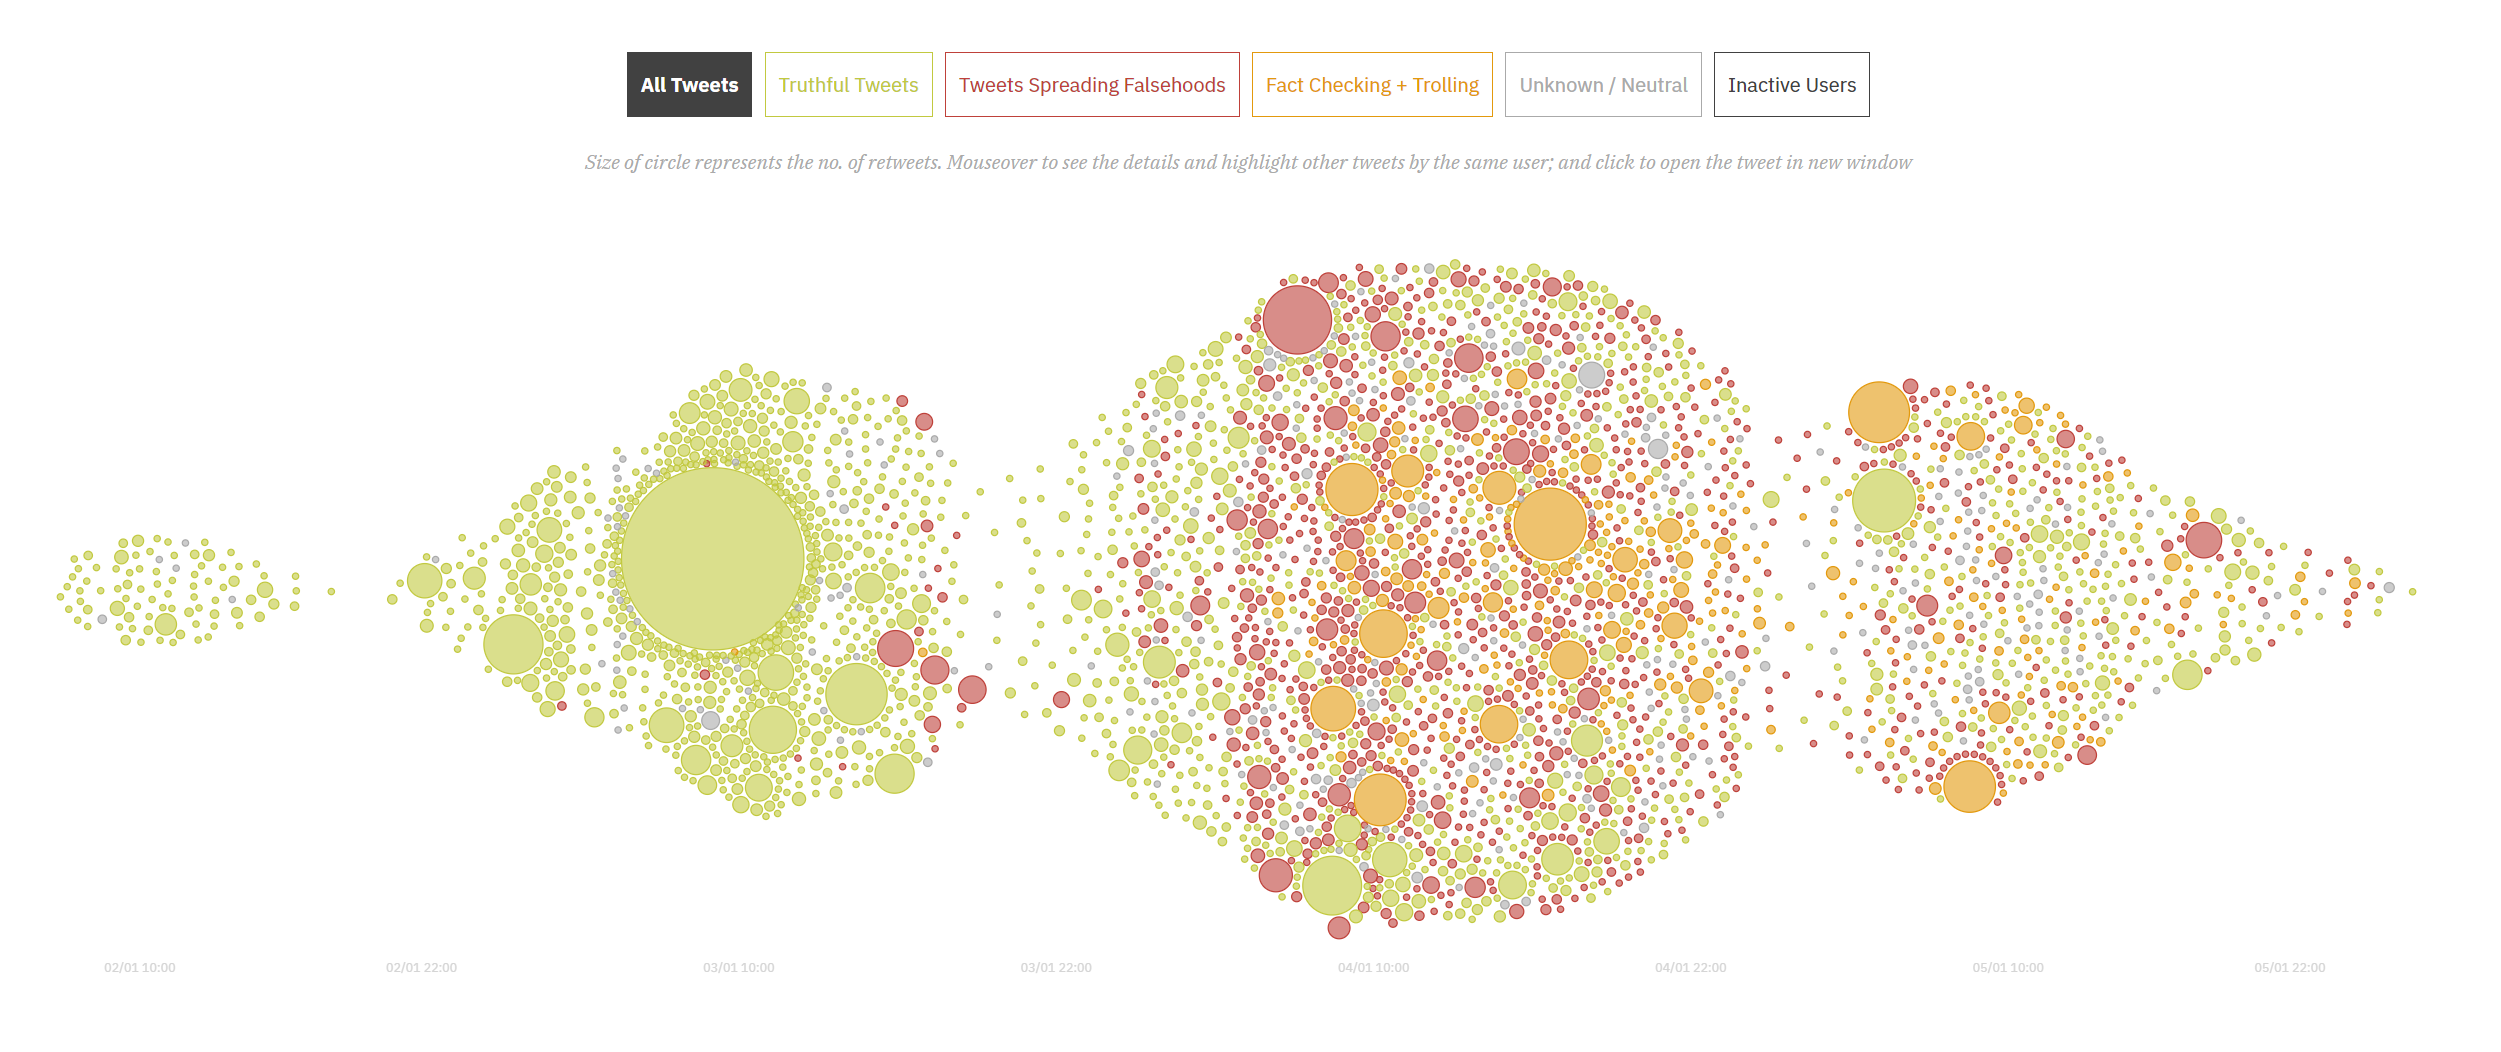 All Tweets
Truthful Tweets
Tweets Spreading Falsehoods
Fact Checking + Trolling
Unknown / Neutral
Inactive Users
Size of circle represents the no. of retweets. Mouseover to see the details and highlight other tweets by the same user; and click to open the tweet in new window
02/01 10:00
02/01 22:00
03/01 10:00
03/01 22:00
04/01 10:00
04/01 22:00
05/01 10:00
05/01 22:00